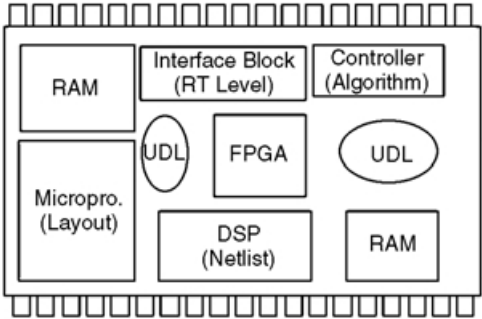 RAM
Interface Block
(RT Level)
Controller
(Algorithm)
UDL
FPGA
UDL
Micropro.
(Layout)
DSP
(Netlist)
RAM